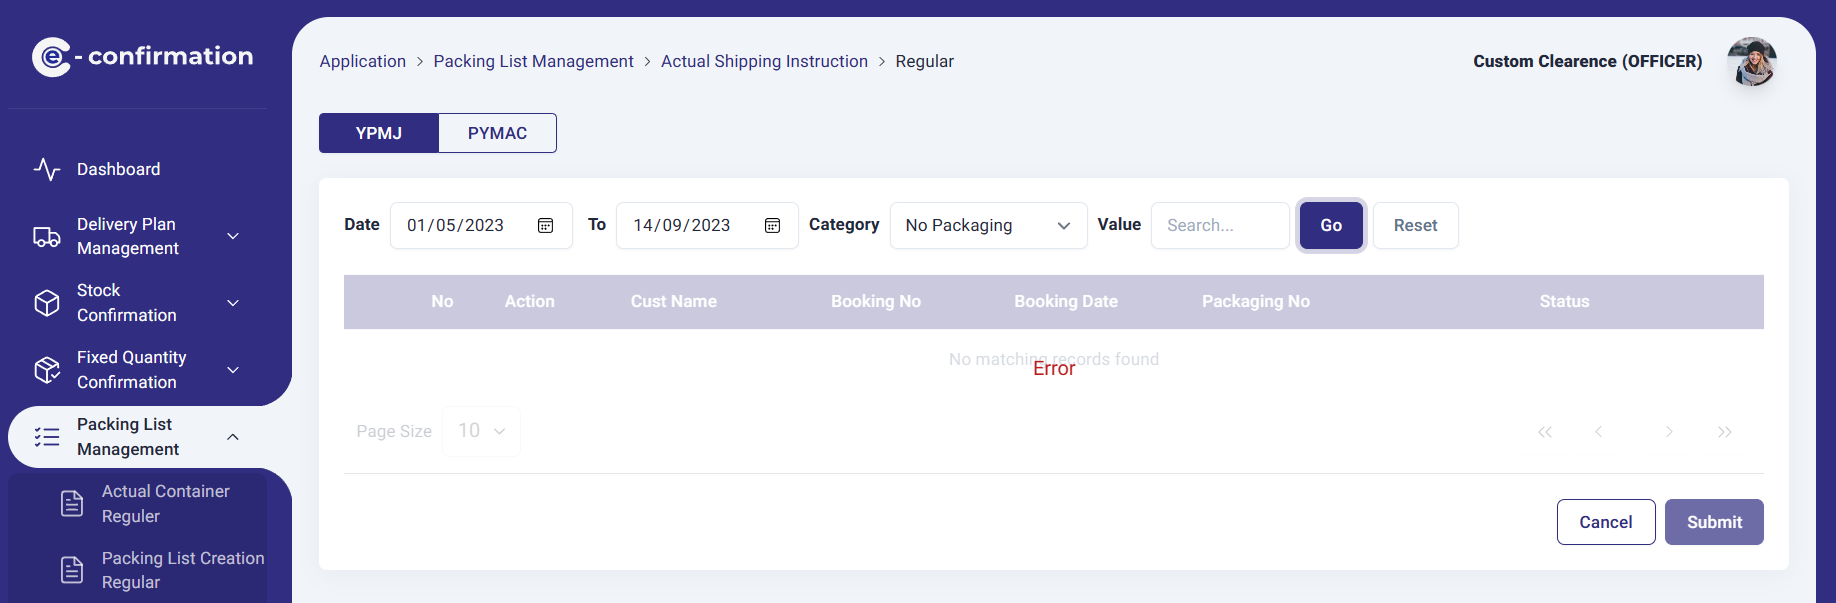 e - confirmation
Application > Packing List Management > Actual Shipping Instruction > Regular
Custom Clearence (OFFICER)
YPMJ
PYMAC
Dashboard
Delivery Plan
Management
Stock
Confirmation
Fixed Quantity
Confirmation
Packing List
Management
Actual Container
Reguler
Packing List Creation
Regular
Date 01/05/2023 To 14/09/2023 Category No Packaging Value Search... Go Reset
No Action Cust Name Booking No Booking Date Packaging No Status
No matching records found
Error
Page Size 10
Cancel Submit